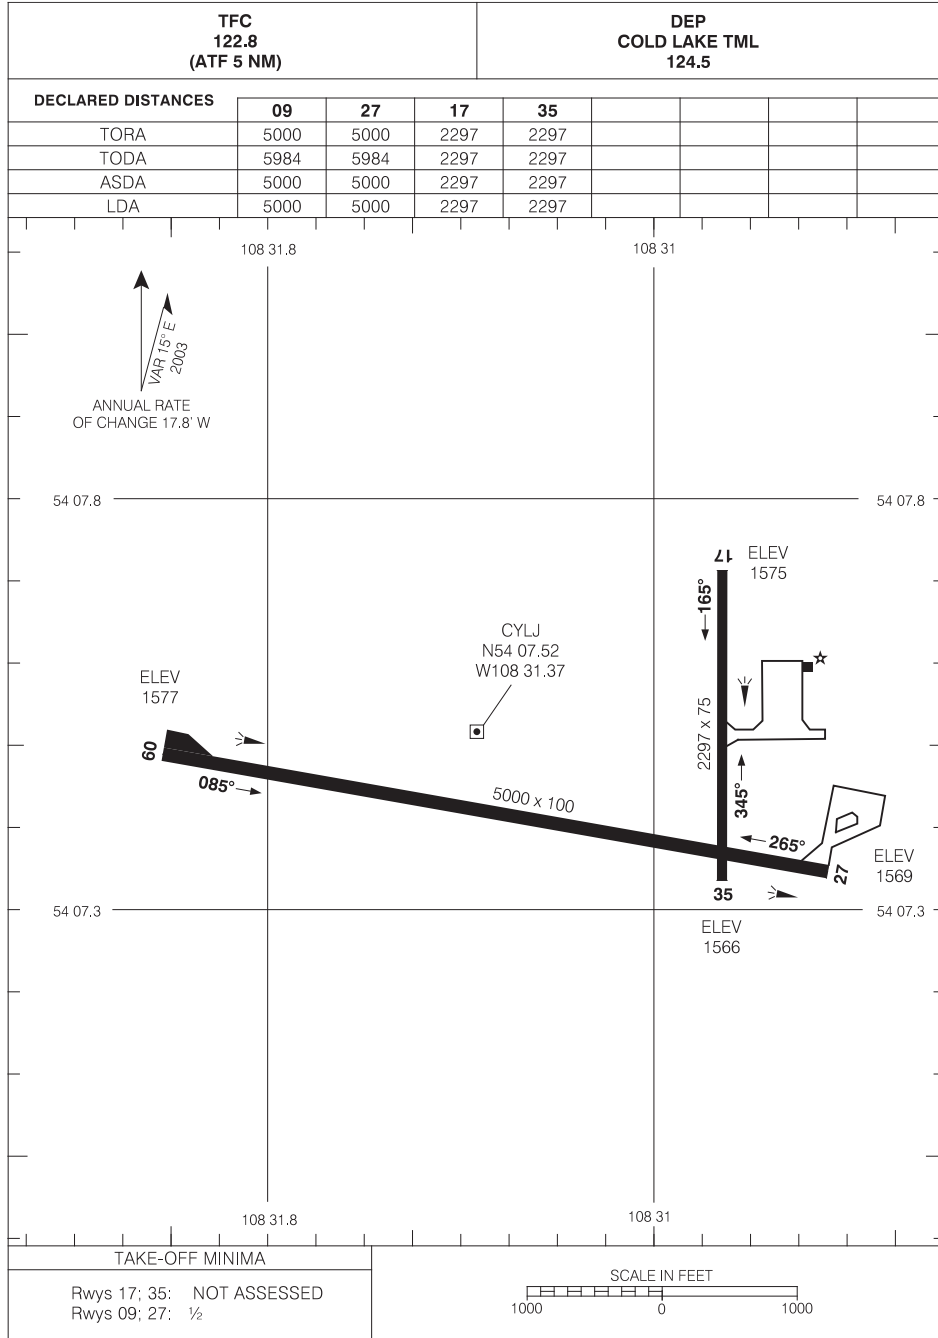 TFC
122.8
(ATF 5 NM)
DEP
COLD LAKE TML
124.5
DECLARED DISTANCES 09 27 17 35
TORA 5000 5000 2297 2297
TODA 5984 5984 2297 2297
ASDA 5000 5000 2297 2297
LDA 5000 5000 2297 2297
108 31.8 108 31
VAR 15° E
2003
ANNUAL RATE
OF CHANGE 17.8' W
54 07.8 54 07.8
17
ELEV
1575
165°
CYLJ
N54 07.52
W108 31.37
ELEV
1577
2297 x 75
09
085°
5000 x 100
345°
265°
27
ELEV
1569
35
54 07.3 54 07.3
ELEV
1566
108 31.8 108 31
TAKE-OFF MINIMA
Rwys 17; 35: NOT ASSESSED
Rwys 09; 27: ½
SCALE IN FEET
1000 0 1000